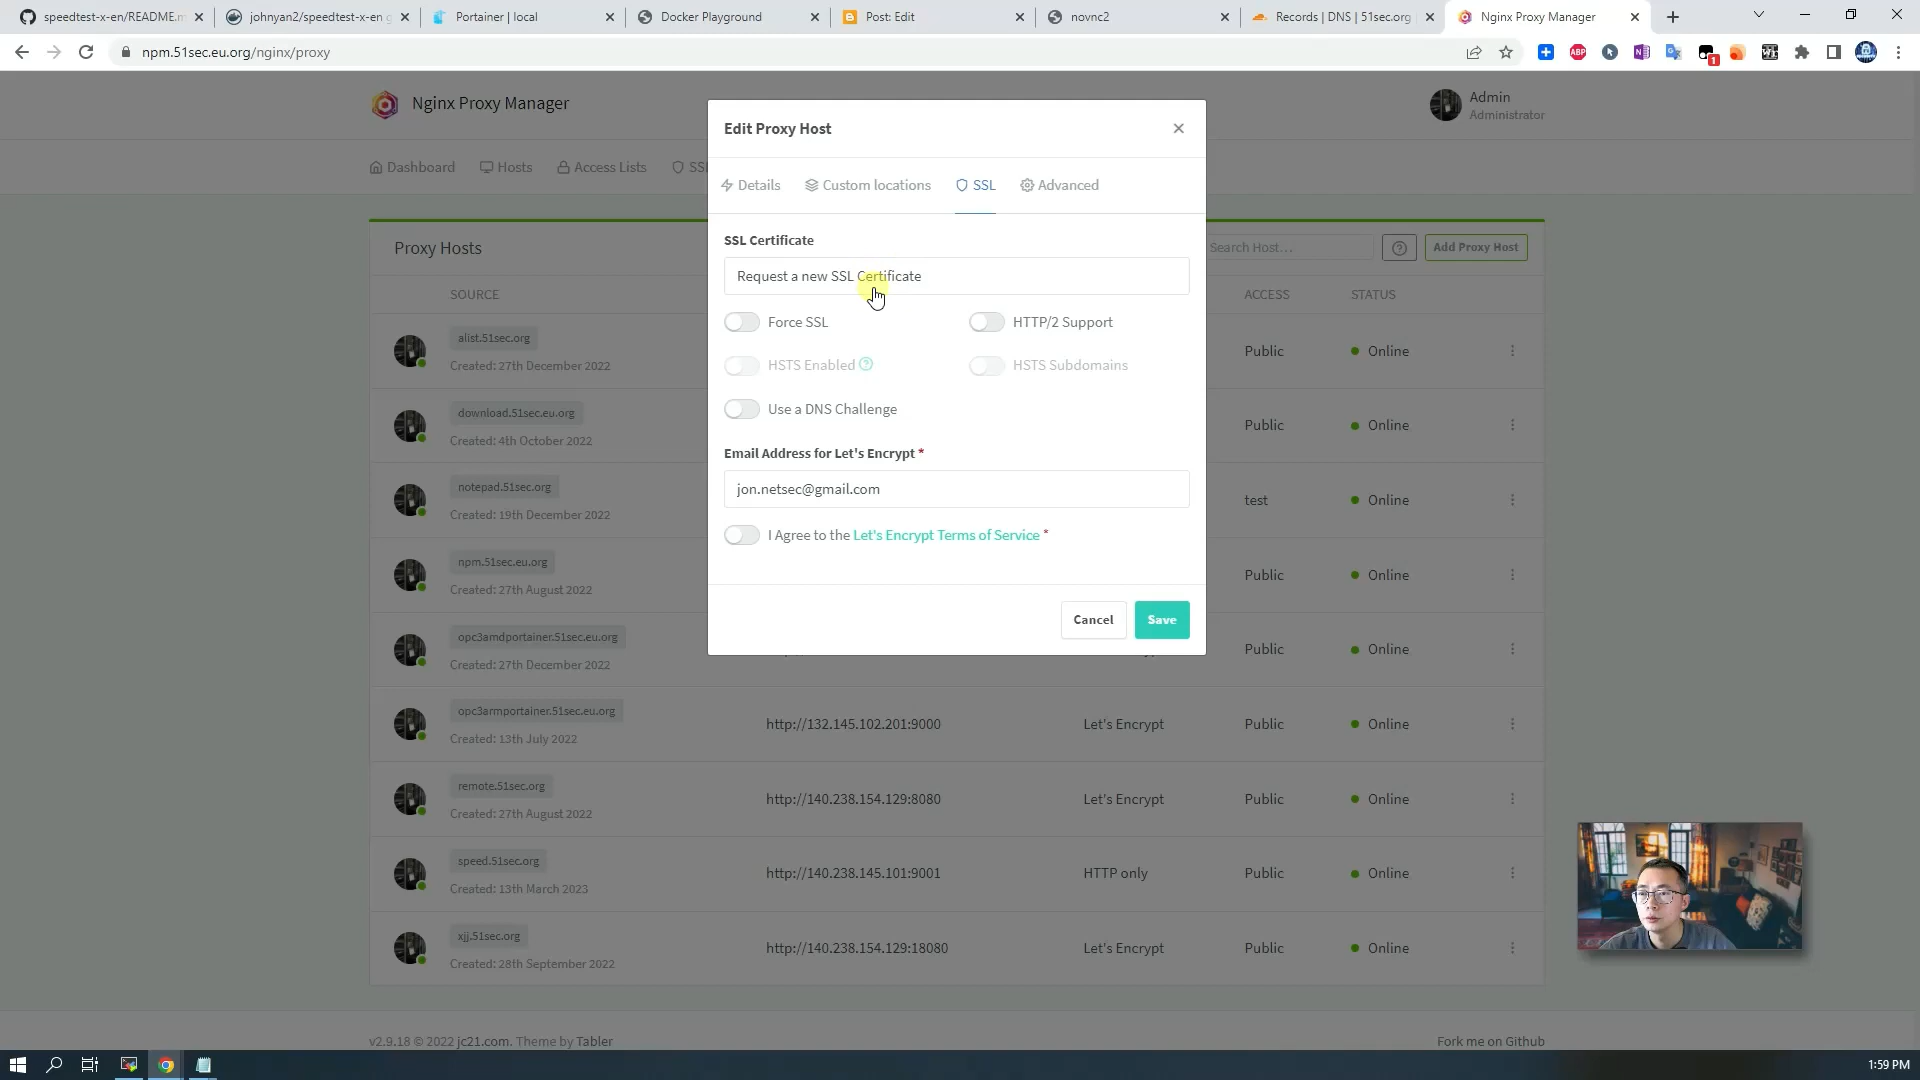 speedtest-x-en/README.m
johnyan2/speedtest-x-en
Portainer | local
Docker Playground
Post: Edit
novnc2
Records | DNS | 51sec.org
Nginx Proxy Manager
npm.51sec.eu.org/nginx/proxy
Nginx Proxy Manager
Admin
Administrator
Dashboard
Hosts
Access Lists
SSL
Edit Proxy Host
Details
Custom locations
SSL
Advanced
SSL Certificate
Request a new SSL Certificate
Force SSL
HTTP/2 Support
HSTS Enabled
HSTS Subdomains
Use a DNS Challenge
Email Address for Let's Encrypt *
jon.netsec@gmail.com
I Agree to the Let's Encrypt Terms of Service *
Cancel
Save
Proxy Hosts
Search Host...
Add Proxy Host
SOURCE
ACCESS
STATUS
alist.51sec.org
Created: 27th December 2022
Public
Online
download.51sec.eu.org
Created: 4th October 2022
Public
Online
notepad.51sec.org
Created: 19th December 2022
test
Online
npm.51sec.eu.org
Created: 27th August 2022
Public
Online
opc3amdportainer.51sec.eu.org
Created: 27th December 2022
Public
Online
opc3armportainer.51sec.eu.org
Created: 13th July 2022
http://132.145.102.201:9000
Let's Encrypt
Public
Online
remote.51sec.org
Created: 27th August 2022
http://140.238.154.129:8080
Let's Encrypt
Public
Online
speed.51sec.org
Created: 13th March 2023
http://140.238.145.101:9001
HTTP only
Public
Online
xjj.51sec.org
Created: 28th September 2022
http://140.238.154.129:18080
Let's Encrypt
Public
Online
v2.9.18 © 2022 jc21.com. Theme by Tabler
Fork me on Github
1:59 PM